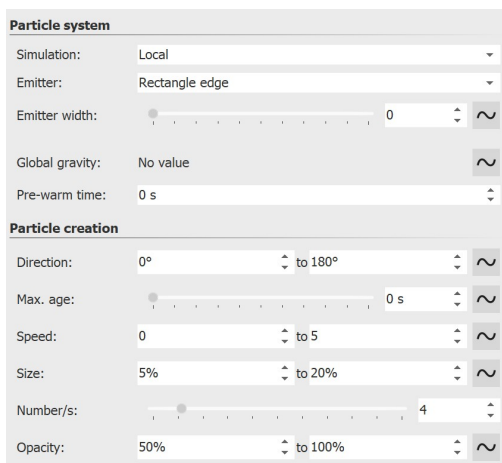 Particle system
Simulation: Local
Emitter: Rectangle edge
Emitter width: 0
Global gravity: No value
Pre-warm time: 0 s
Particle creation
Direction: 0° to 180°
Max. age: 0 s
Speed: 0 to 5
Size: 5% to 20%
Number/s: 4
Opacity: 50% to 100%